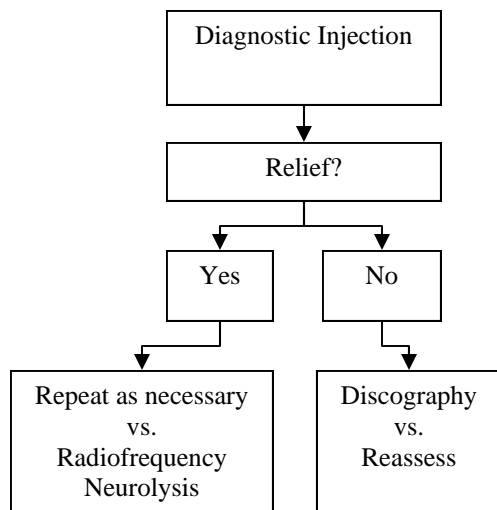 Diagnostic Injection
Relief?
Yes
No
Repeat as necessary
vs.
Radiofrequency
Neurolysis
Discography
vs.
Reassess